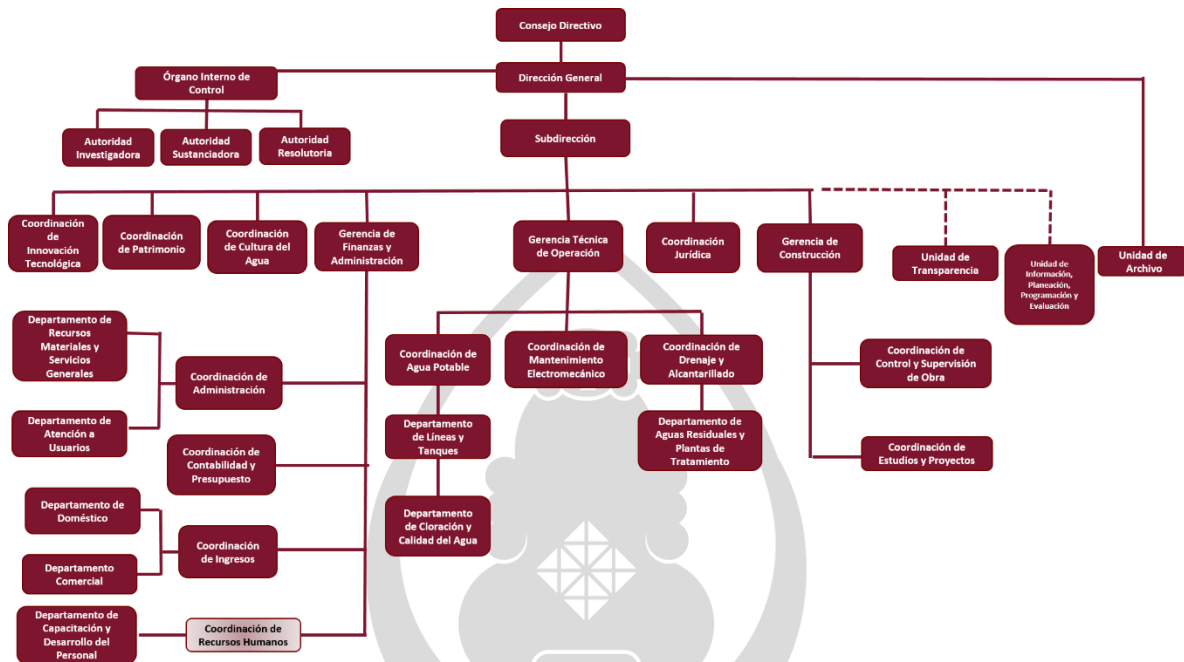 Consejo Directivo
Órgano Interno de
Control
Dirección General
Autoridad
Investigadora
Autoridad
Sustanciadora
Autoridad
Resolutoria
Subdirección
Coordinación
de
Innovación
Tecnológica
Coordinación
de Patrimonio
Coordinación
de Cultura del
Agua
Gerencia de
Finanzas y
Administración
Gerencia Técnica
de Operación
Coordinación
Jurídica
Gerencia de
Construcción
Unidad de
Transparencia
Unidad de
Información,
Planeación,
Programación y
Evaluación
Unidad de
Archivo
Departamento de
Recursos
Materiales y
Servicios
Generales
Coordinación de
Administración
Departamento de
Atención a
Usuarios
Coordinación de
Contabilidad y
Presupuesto
Departamento de
Doméstico
Coordinación
de Ingresos
Departamento
Comercial
Departamento de
Capacitación y
Desarrollo del
Personal
Coordinación de
Recursos Humanos
Coordinación de
Agua Potable
Coordinación de
Mantenimiento
Electromecánico
Coordinación de
Drenaje y
Alcantarillado
Departamento
de Líneas y
Tanques
Departamento de
Aguas Residuales y
Plantas de
Tratamiento
Departamento
de Cloración y
Calidad del Agua
Coordinación de
Control y Supervisión
de Obra
Coordinación de
Estudios y Proyectos